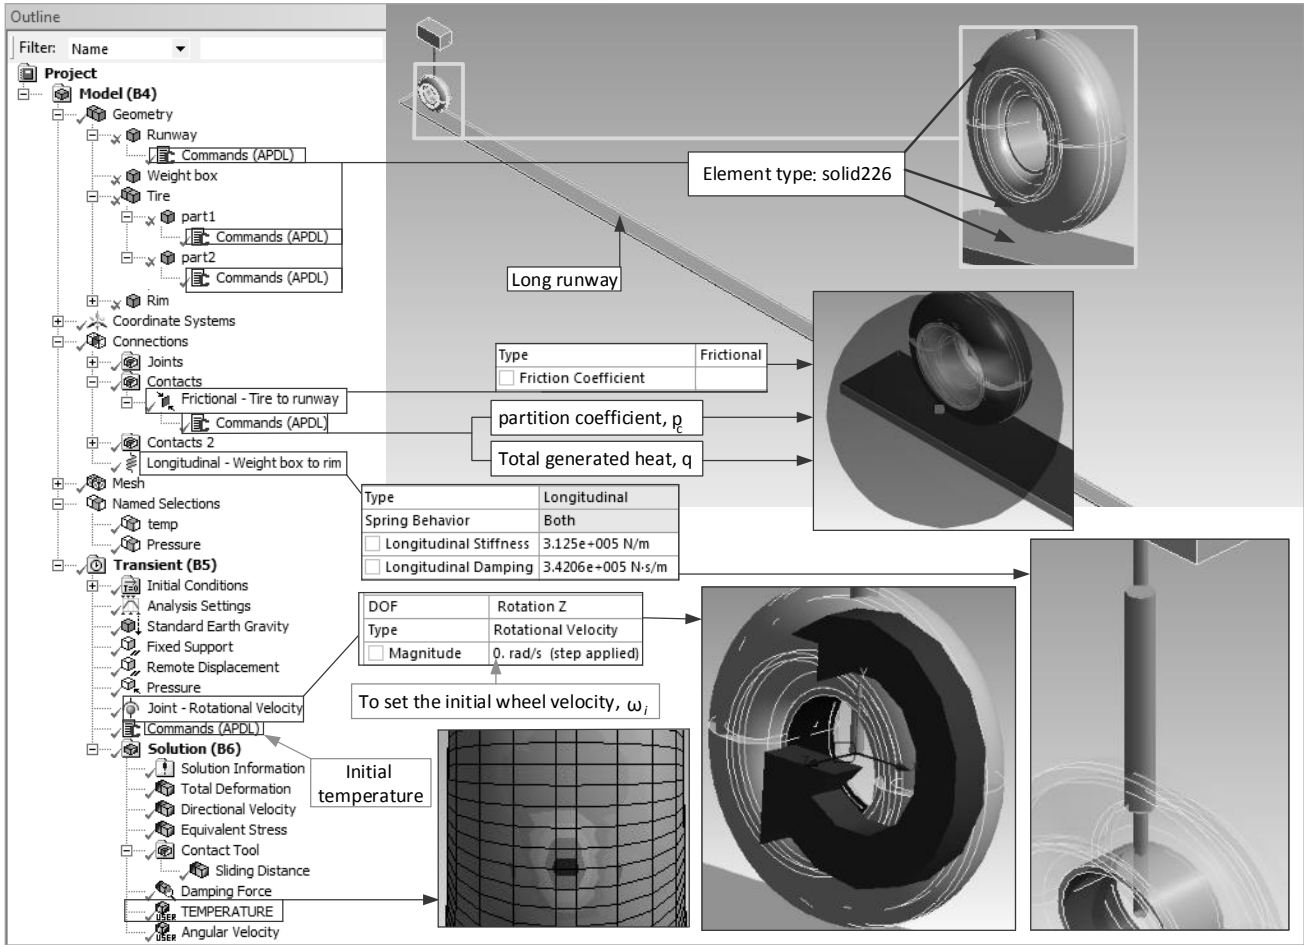 Outline
Filter: Name
Project
Model (B4)
Geometry
Runway
Commands (APDL)
Weight box
Tire
part1
Commands (APDL)
part2
Commands (APDL)
Rim
Coordinate Systems
Connections
Joints
Contacts
Frictional - Tire to runway
Commands (APDL)
Contacts 2
Longitudinal - Weight box to rim
Mesh
Named Selections
temp
Pressure
Transient (B5)
T=0 Initial Conditions
Analysis Settings
Standard Earth Gravity
Fixed Support
Remote Displacement
Pressure
Joint - Rotational Velocity
Commands (APDL)
Solution (B6)
Solution Information
Total Deformation
Directional Velocity
Equivalent Stress
Contact Tool
Sliding Distance
Damping Force
USER TEMPERATURE
USER Angular Velocity
Element type: solid226
Long runway
Type Frictional
Friction Coefficient
partition coefficient, pc
Total generated heat, q
Type Longitudinal
Spring Behavior Both
Longitudinal Stiffness 3.125e+005 N/m
Longitudinal Damping 3.4206e+005 N·s/m
DOF Rotation Z
Type Rotational Velocity
Magnitude 0. rad/s (step applied)
To set the initial wheel velocity, ωi
Initial
temperature